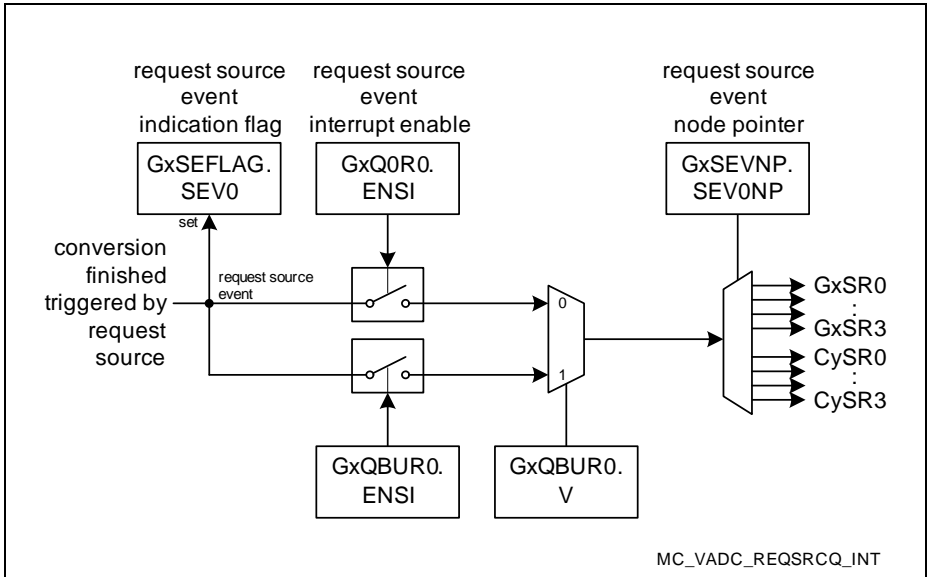 request source
event
indication flag
request source
event
interrupt enable
request source
event
node pointer
GxSEFLAG.
SEV0
GxQ0R0.
ENSI
GxSEVNP.
SEV0NP
set
conversion
finished
triggered by
request
source
request source
event
0
1
GxSR0
:
GxSR3
CySR0
:
CySR3
GxQBUR0.
ENSI
GxQBUR0.
V
MC_VADC_REQSRCQ_INT